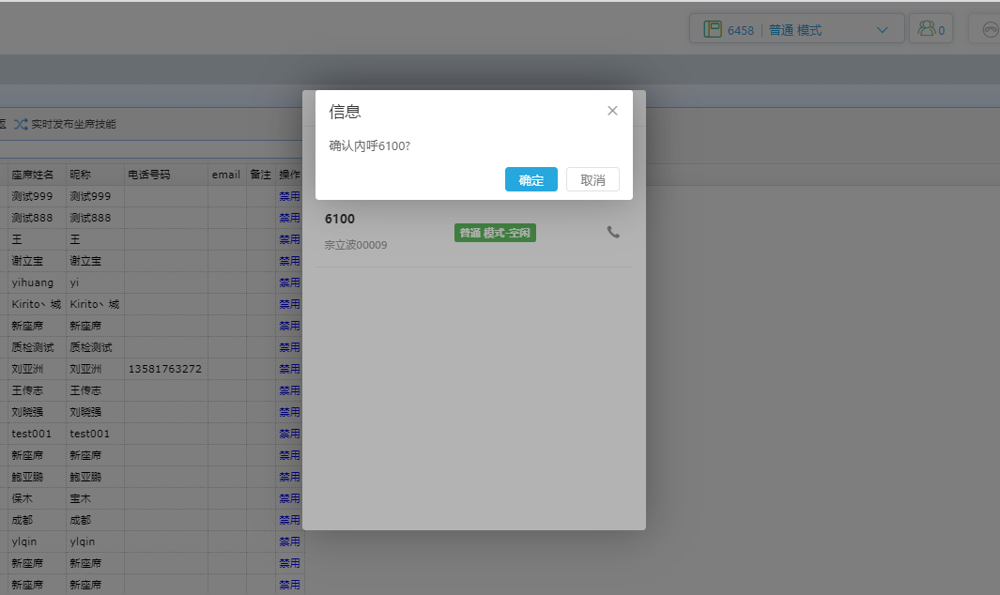 6458 普通 模式 0
实时发布坐席技能
信息
确认内呼6100?
确定 取消
6100
宗立波00009
普通 模式-空闲
座席姓名 昵称 电话号码 email 备注 操作
测试999 测试999 禁用
测试888 测试888 禁用
王 王 禁用
谢立宝 谢立宝 禁用
yihuang yi 禁用
Kirito丶城 Kirito丶城 禁用
新座席 新座席 禁用
质检测试 质检测试 禁用
刘亚洲 刘亚洲 13581763272 禁用
王传志 王传志 禁用
刘晓强 刘晓强 禁用
test001 test001 禁用
新座席 新座席 禁用
鲍亚鹏 鲍亚鹏 禁用
保木 宝木 禁用
成都 成都 禁用
ylqin ylqin 禁用
新座席 新座席 禁用
新座席 新座席 禁用